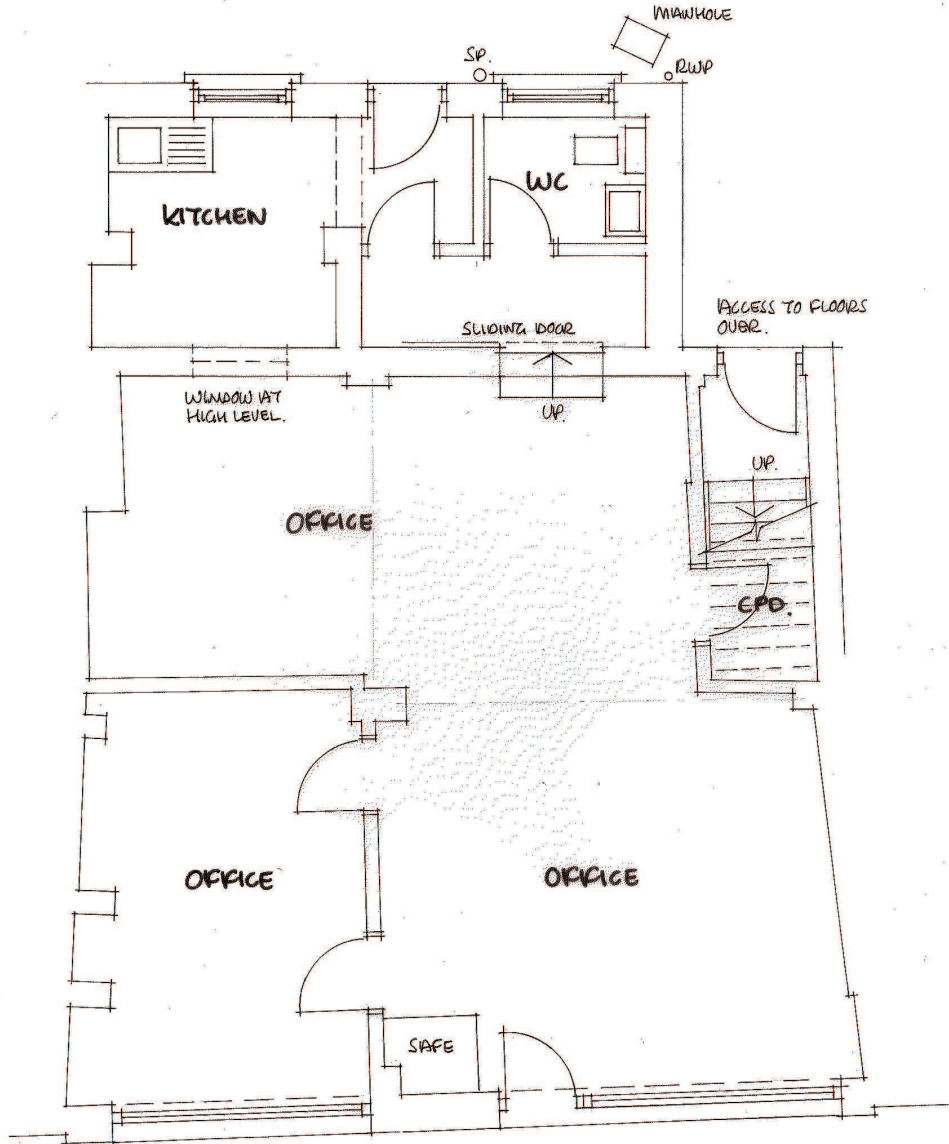 MANHOLE
SP.
RWP
WC
KITCHEN
ACCESS TO FLOORS
OVER.
SLIDING DOOR
WINDOW AT
HIGH LEVEL.
UP.
UP.
OFFICE
CPD.
OFFICE
OFFICE
SAFE